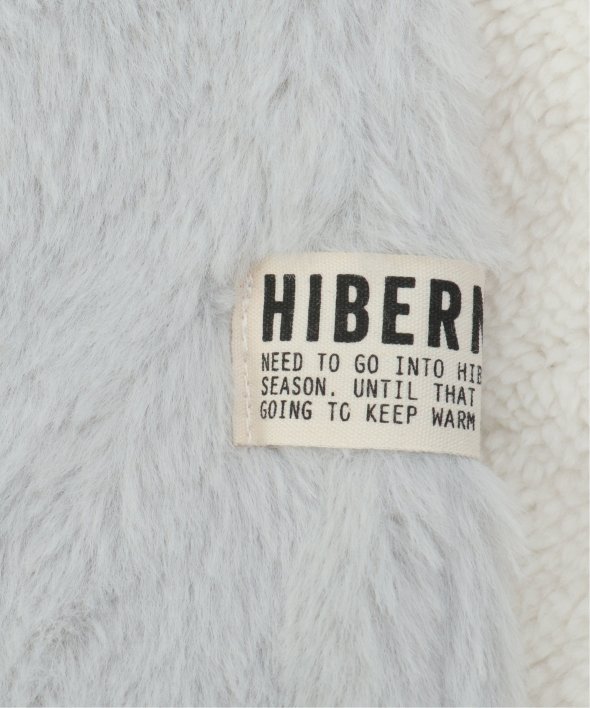 HIBERN
NEED TO GO INTO HIB
SEASON. UNTIL THAT
GOING TO KEEP WARM